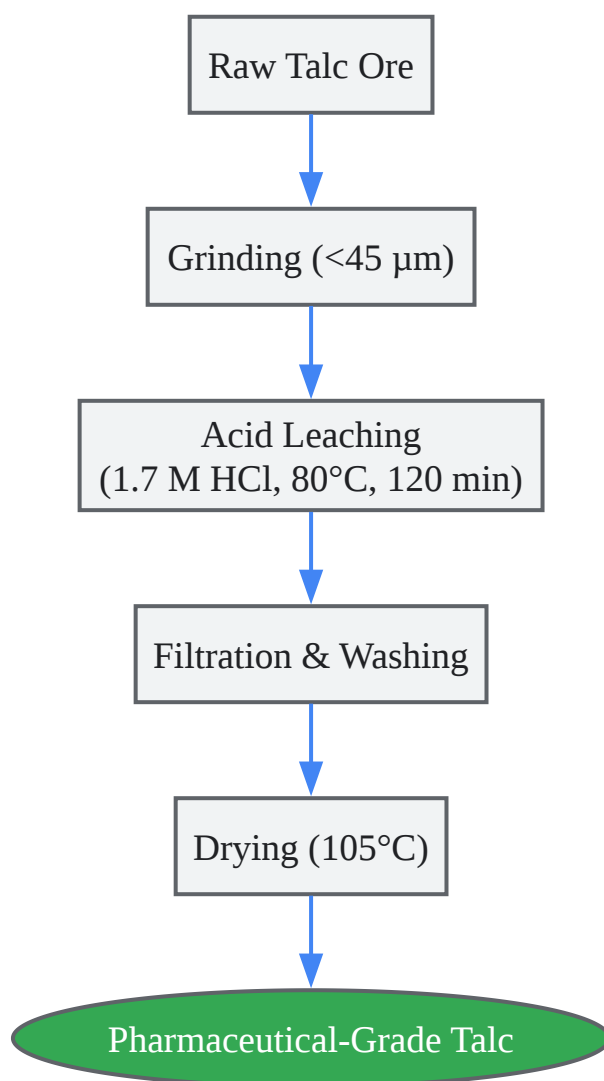 Raw Talc Ore
Grinding (<45 µm)
Acid Leaching
(1.7 M HCl, 80°C, 120 min)
Filtration & Washing
Drying (105°C)
Pharmaceutical-Grade Talc